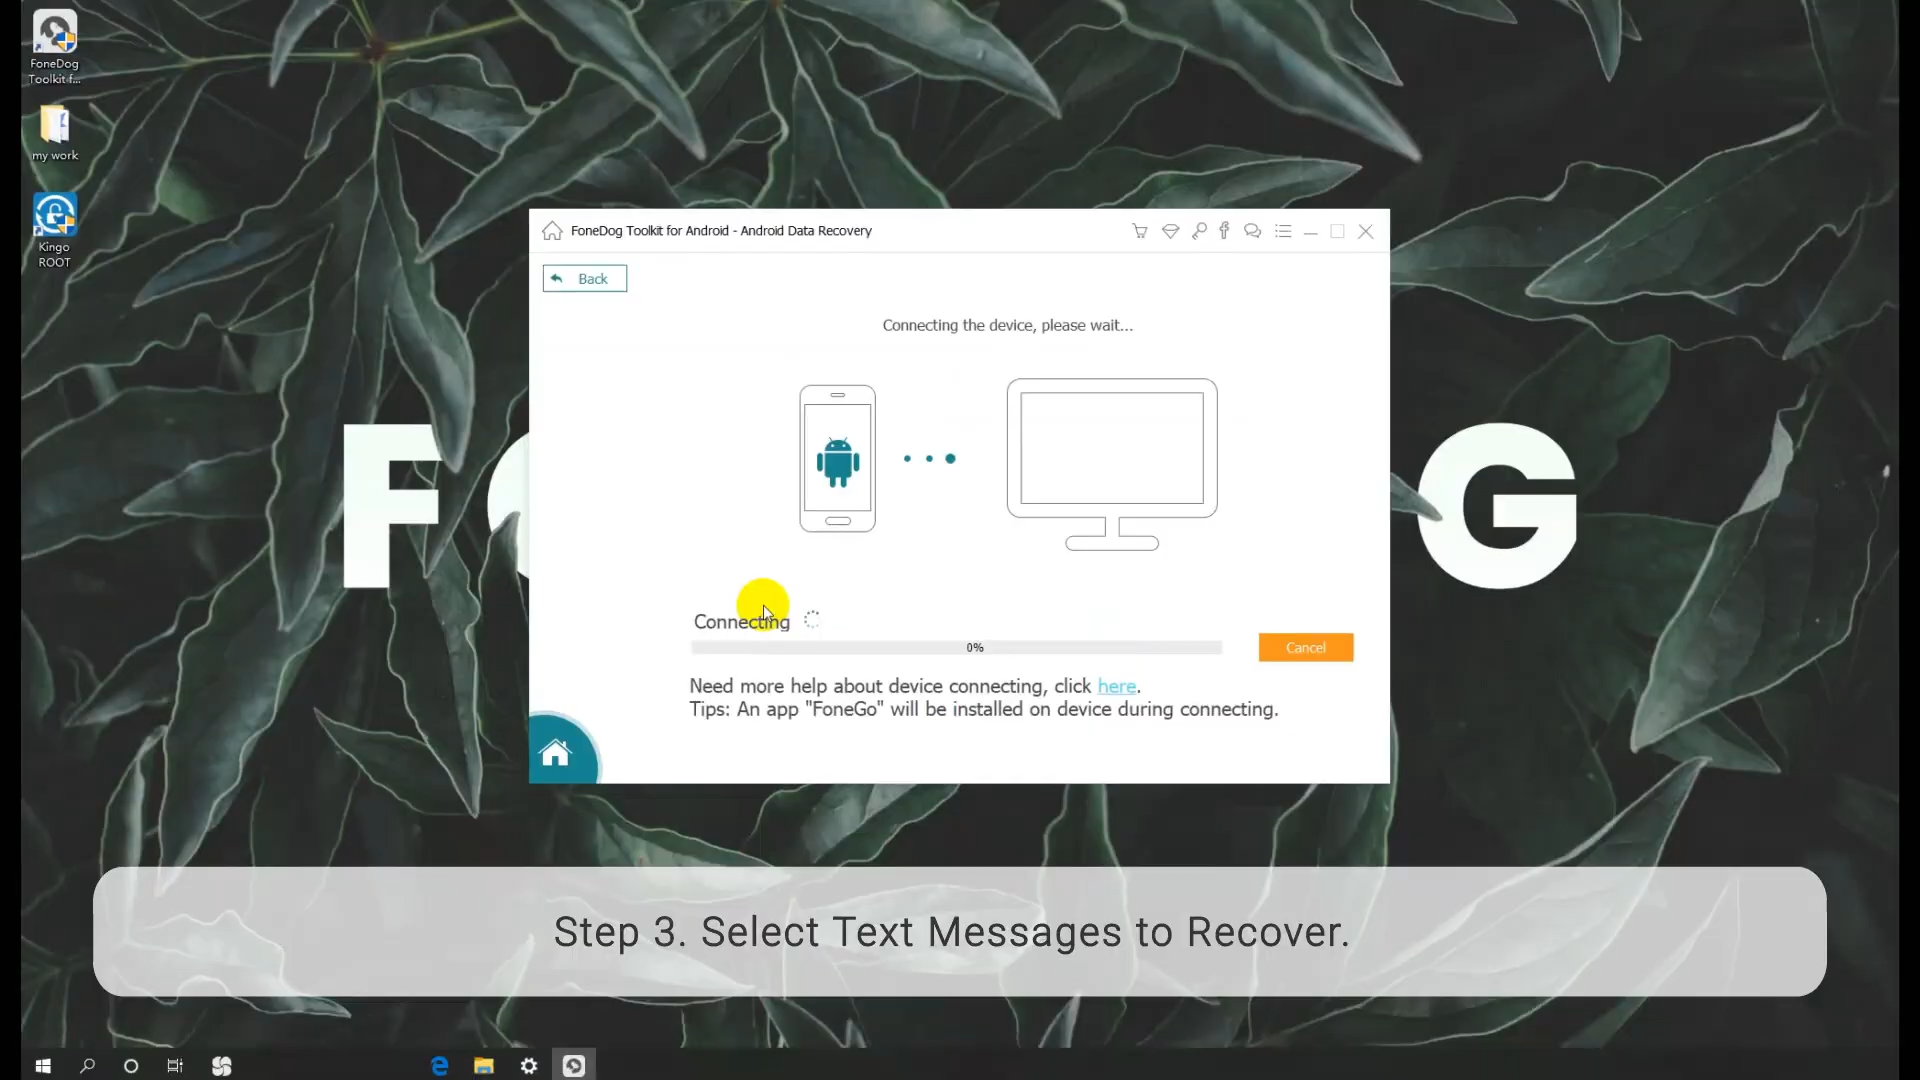 FoneDog
Toolkit f...
my work
Kingo
ROOT
FoneDog Toolkit for Android - Android Data Recovery
Back
Connecting the device, please wait...
F
G
Connecting
0%
Cancel
Need more help about device connecting, click here.
Tips: An app "FoneGo" will be installed on device during connecting.
Step 3. Select Text Messages to Recover.